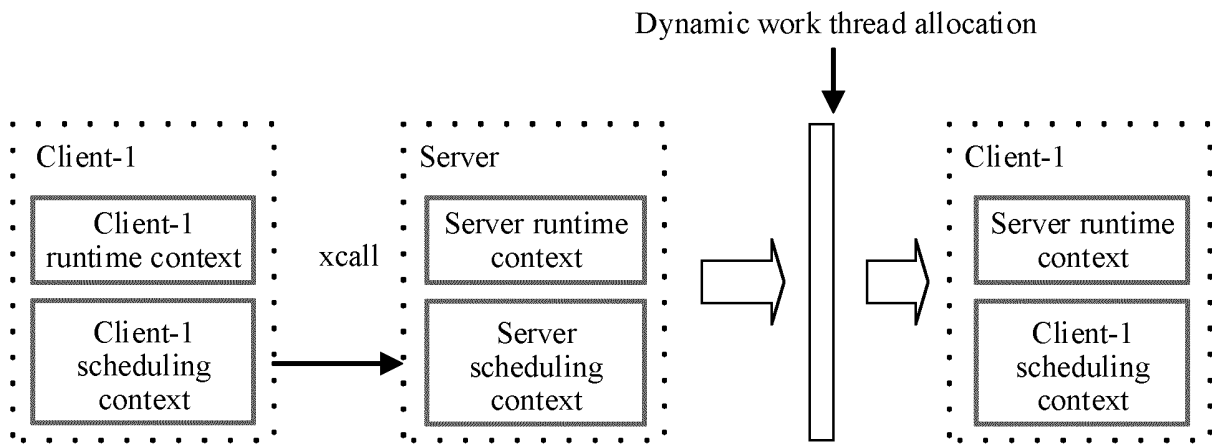 Dynamic work thread allocation
Client-1
Client-1
runtime context
Client-1
scheduling
context
xcall
Server
Server runtime
context
Server
scheduling
context
Client-1
Server runtime
context
Client-1
scheduling
context